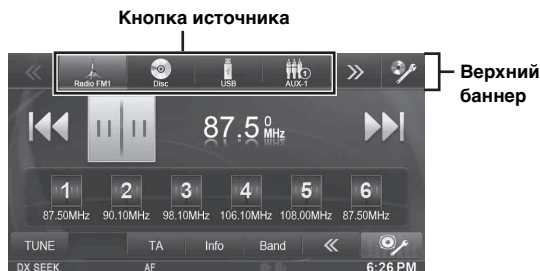 Кнопка источника
Radio FM1 Disc USB AUX-1
Верхний
баннер
87.50 MHz
1 2 3 4 5 6
87.50MHz 90.10MHz 98.10MHz 106.10MHz 108.00MHz 87.50MHz
TUNE TA Info Band
DX SEEK AF 6:26 PM